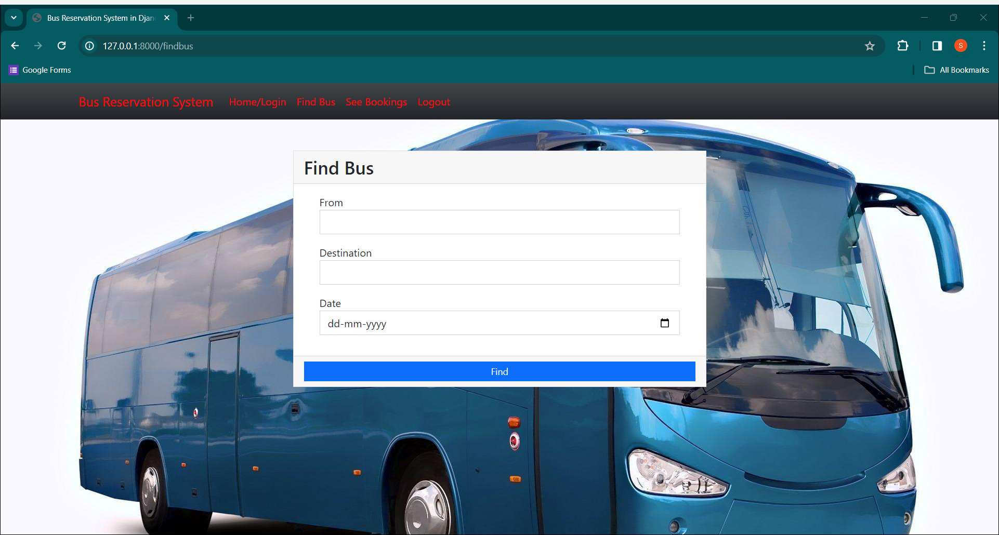 Bus Reservation System in Djan
127.0.0.1:8000/findbus
S
Google Forms
All Bookmarks
Bus Reservation System Home/Login Find Bus See Bookings Logout
Find Bus
From
Destination
Date
dd-mm-yyyy
Find